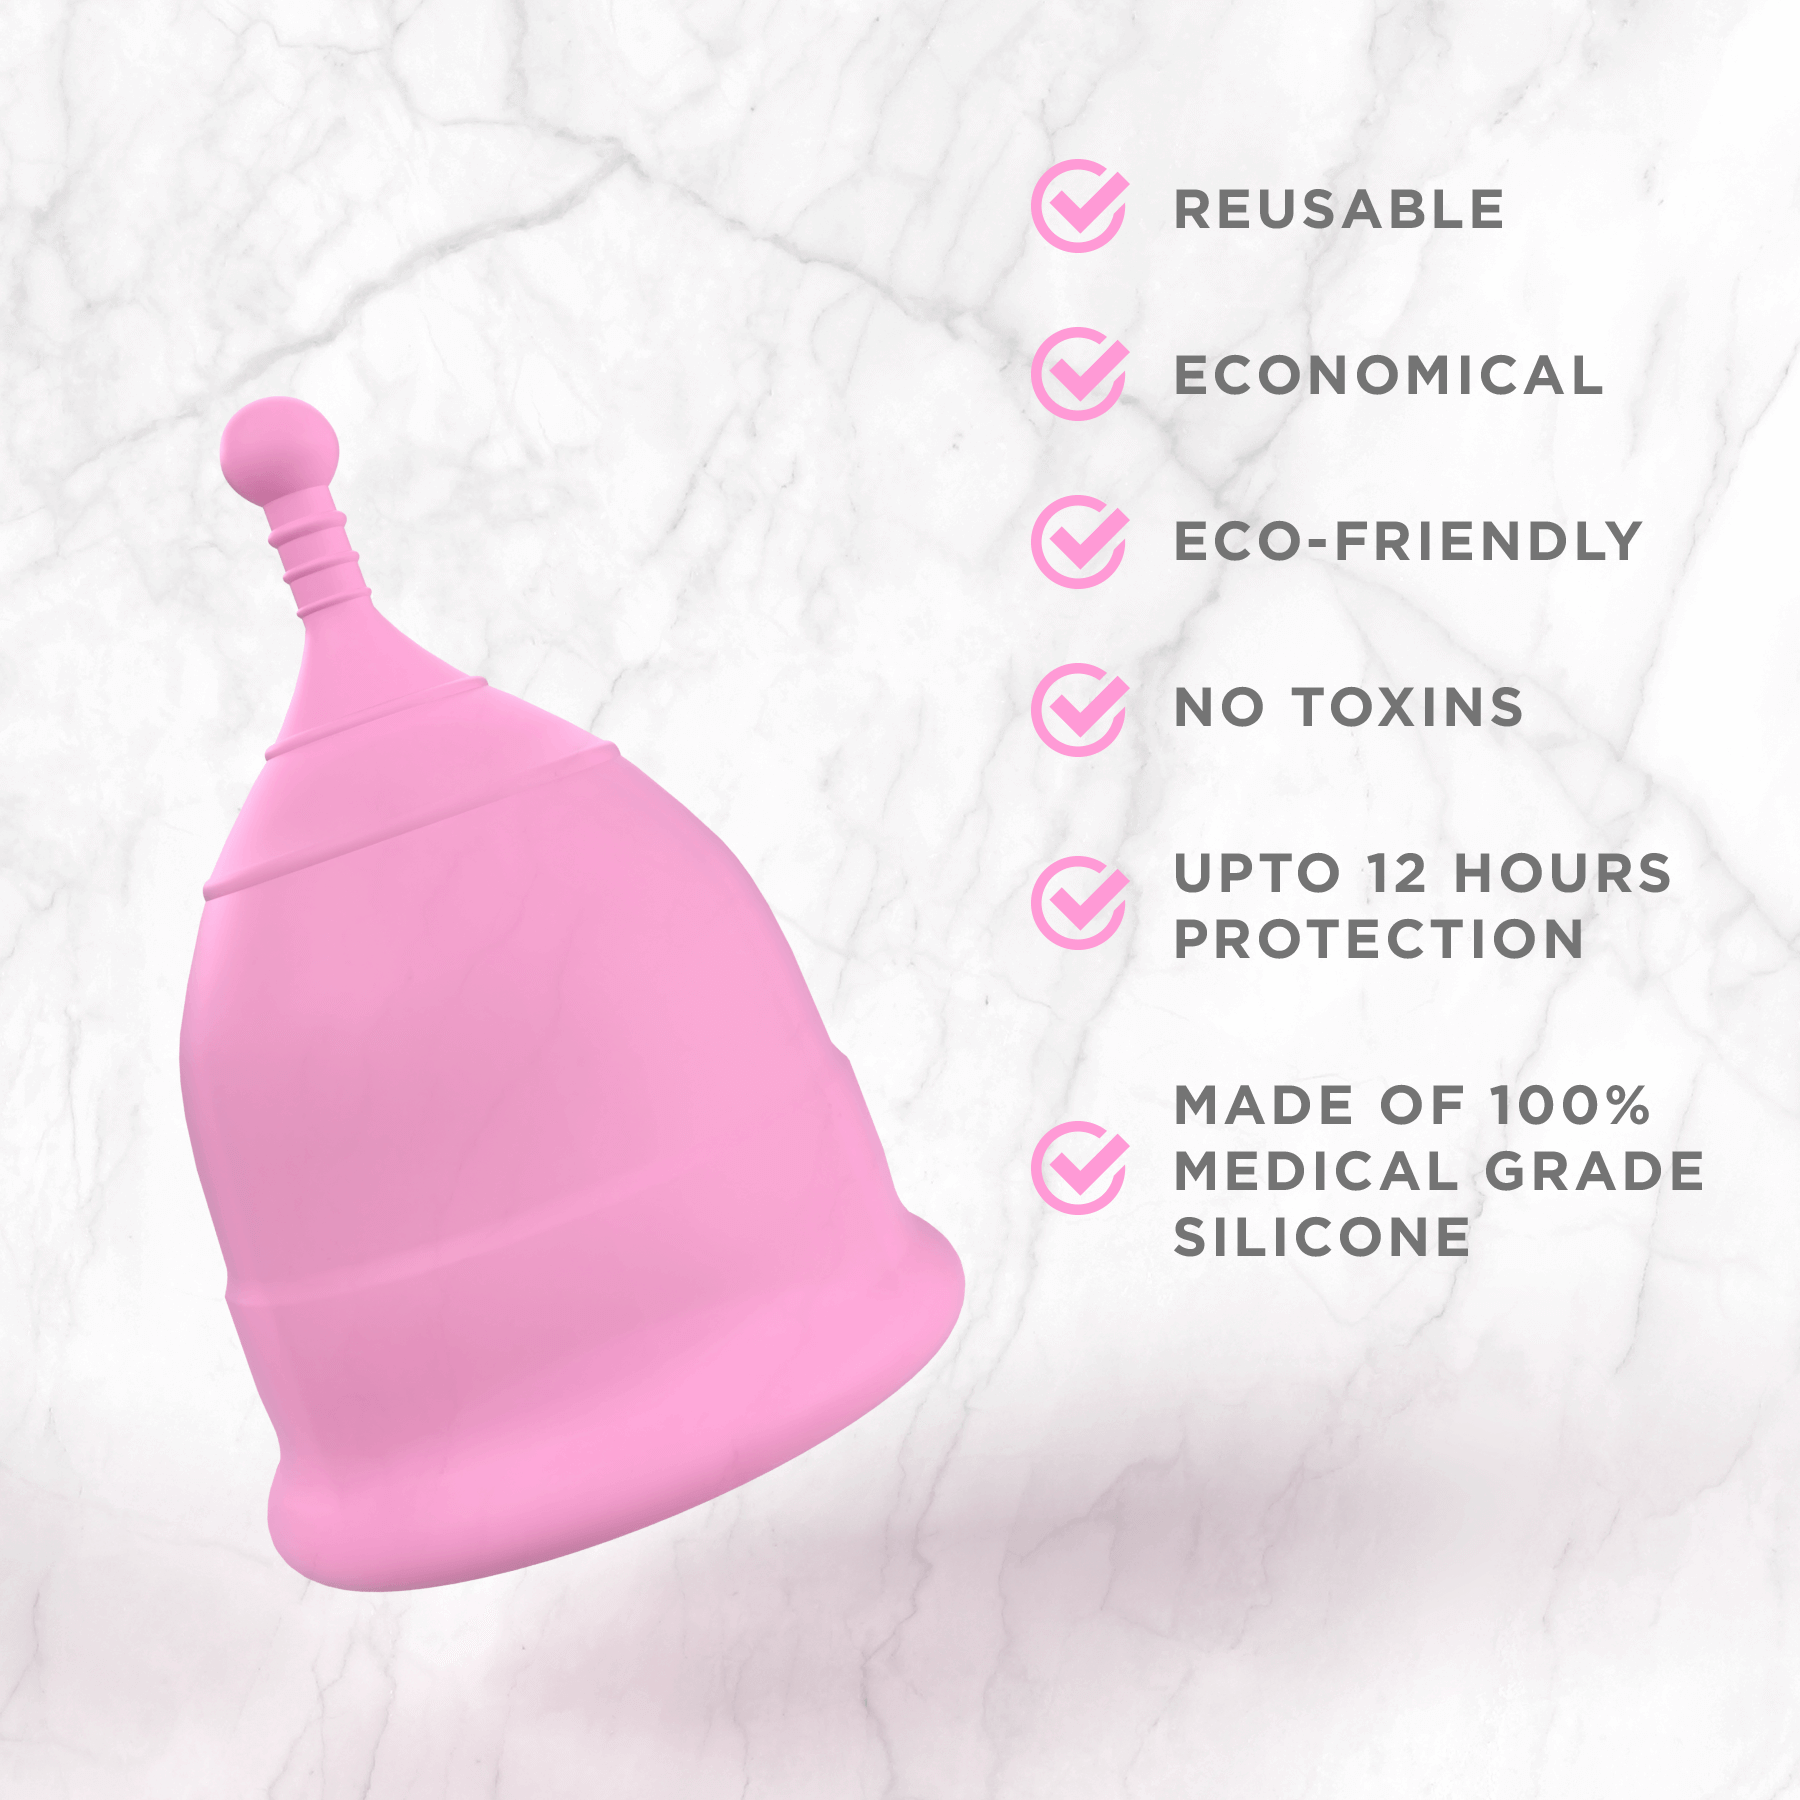 REUSABLE
ECONOMICAL
ECO-FRIENDLY
NO TOXINS
UPTO 12 HOURS
PROTECTION
MADE OF 100%
MEDICAL GRADE
SILICONE